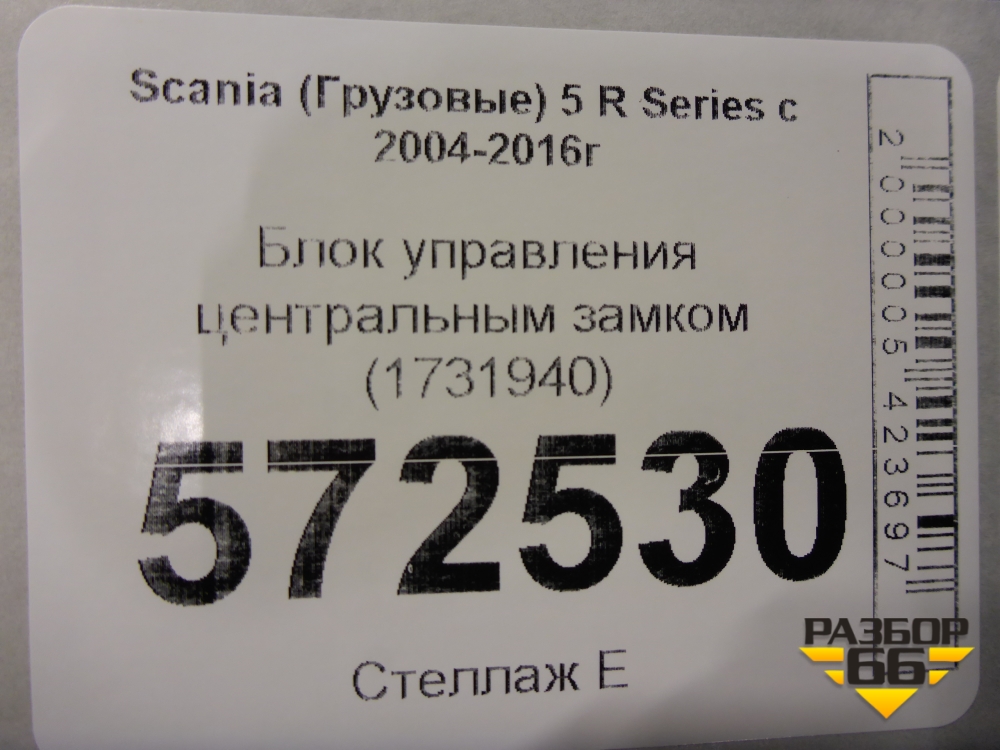 Scania (Грузовые) 5 R Series с
2004-2016г
Блок управления
центральным замком
(1731940)
572530
Стеллаж Е
2000005423697
РАЗБОР
66